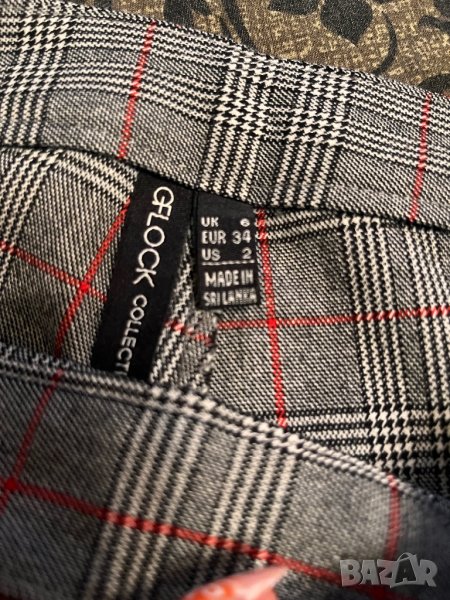 GFLOCK COLLECT
UK 6
EUR 34
US 2
MADE IN
SRI LANKA
BAZAR